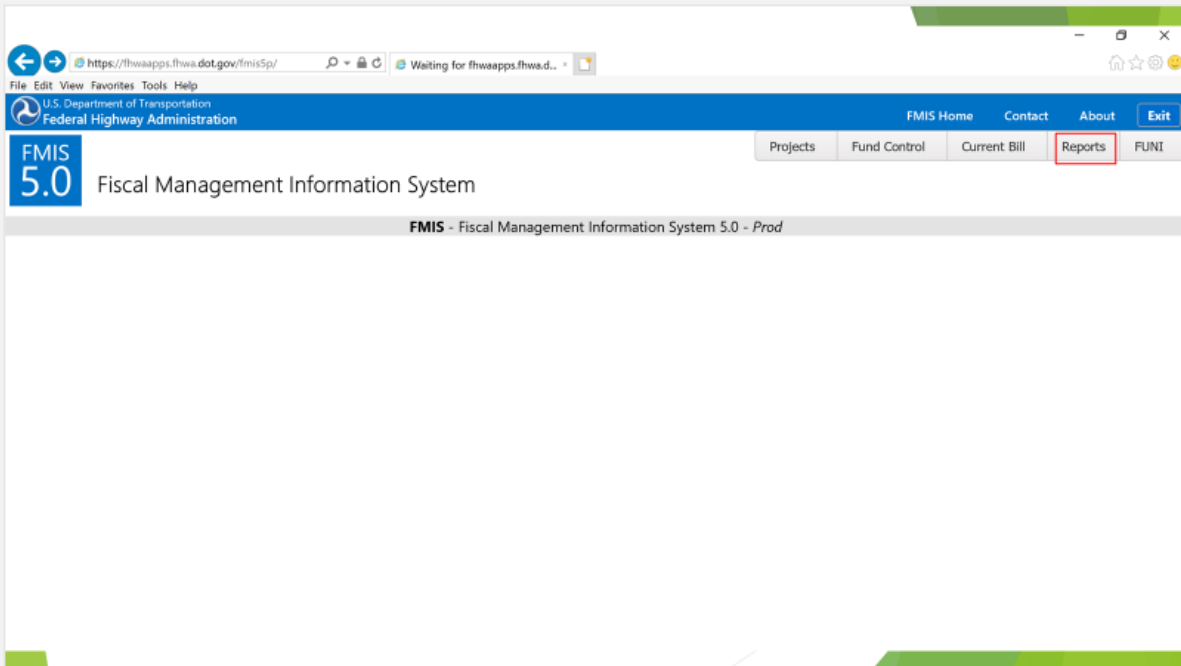 https://fhwaapps.fhwa.dot.gov/fmis5p/
Waiting for fhwaapps.fhwa.d...
File Edit View Favorites Tools Help
U.S. Department of Transportation
Federal Highway Administration
FMIS Home Contact About Exit
FMIS
5.0
Projects Fund Control Current Bill Reports FUNI
Fiscal Management Information System
FMIS - Fiscal Management Information System 5.0 - Prod